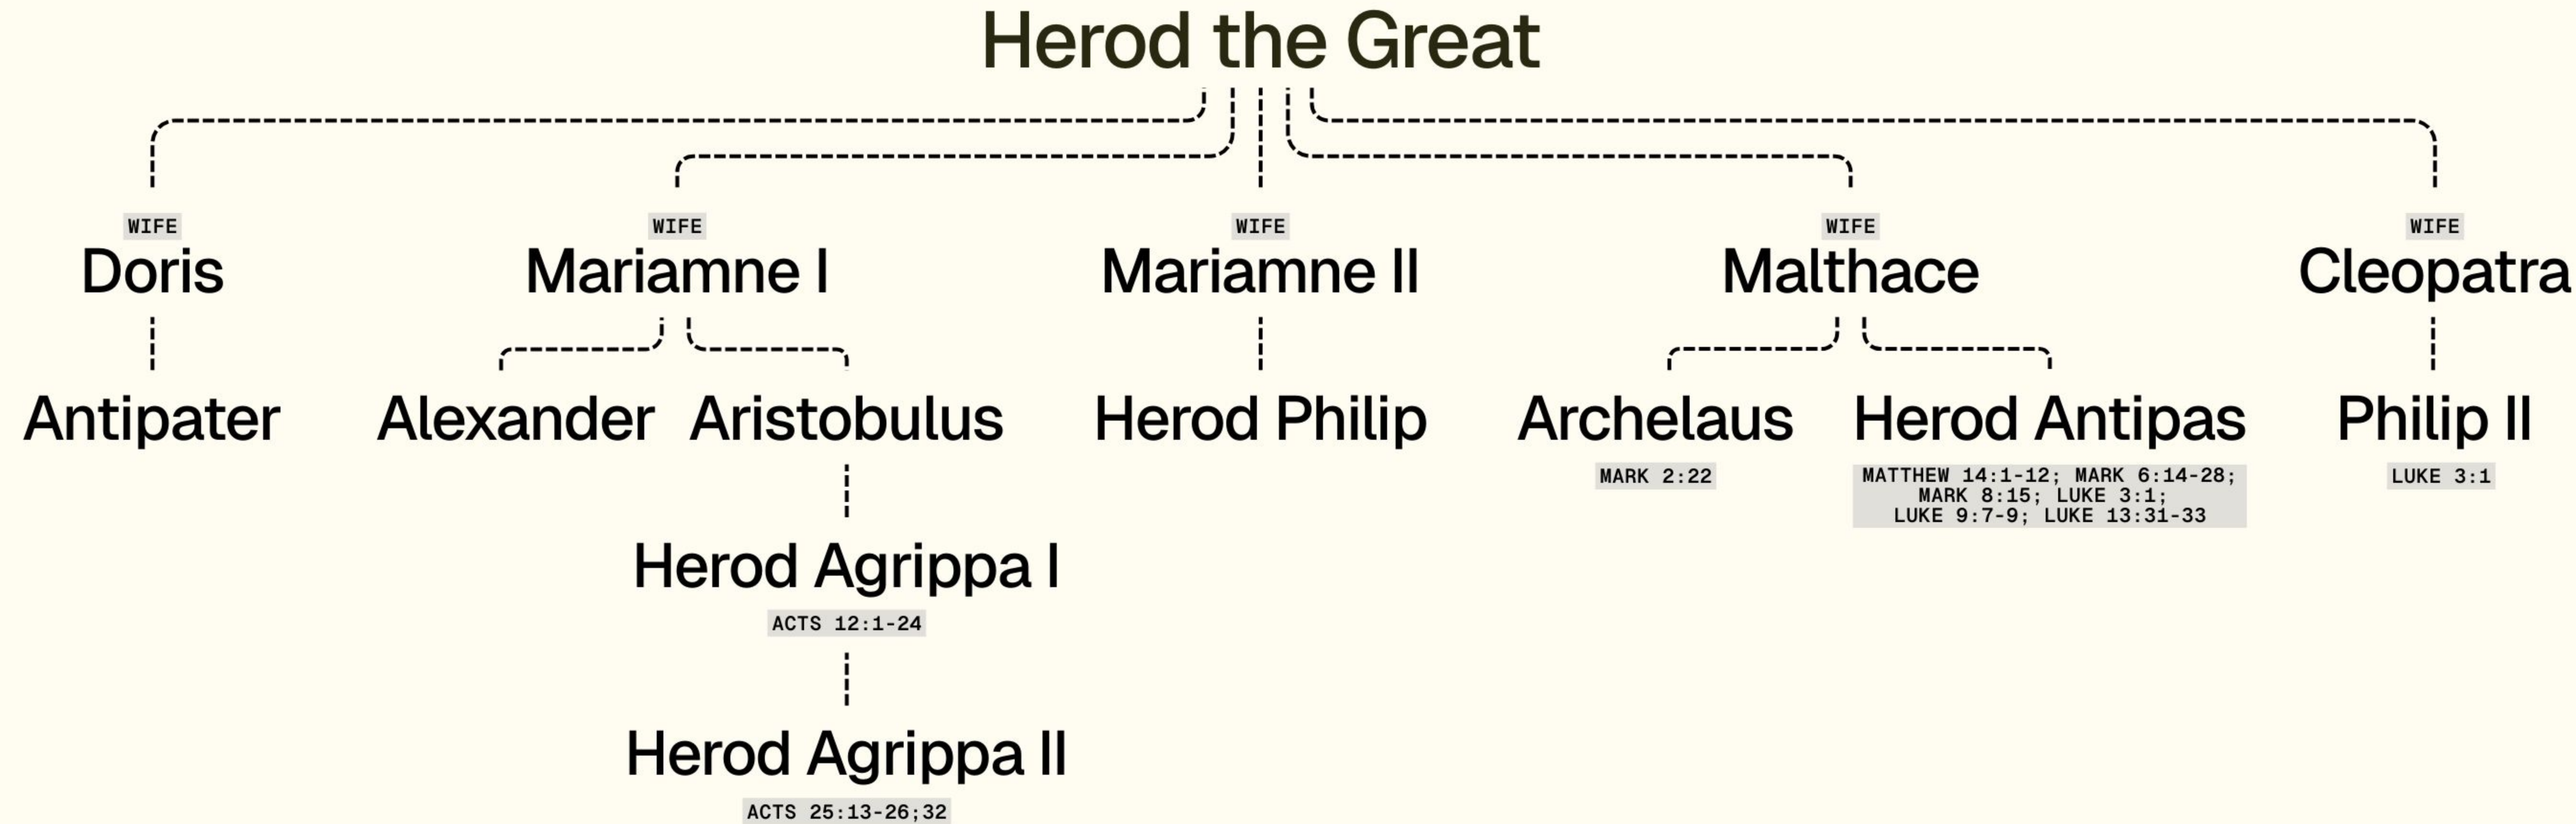 Herod the Great
WIFE
WIFE
WIFE
WIFE
WIFE
Doris
Mariamne I
Mariamne II
Malthace
Cleopatra
Antipater
Alexander
Aristobulus
Herod Philip
Archelaus
Herod Antipas
Philip II
MARK 2:22
MATTHEW 14:1-12; MARK 6:14-28;
MARK 8:15; LUKE 3:1;
LUKE 9:7-9; LUKE 13:31-33
LUKE 3:1
Herod Agrippa I
ACTS 12:1-24
Herod Agrippa II
ACTS 25:13-26;32